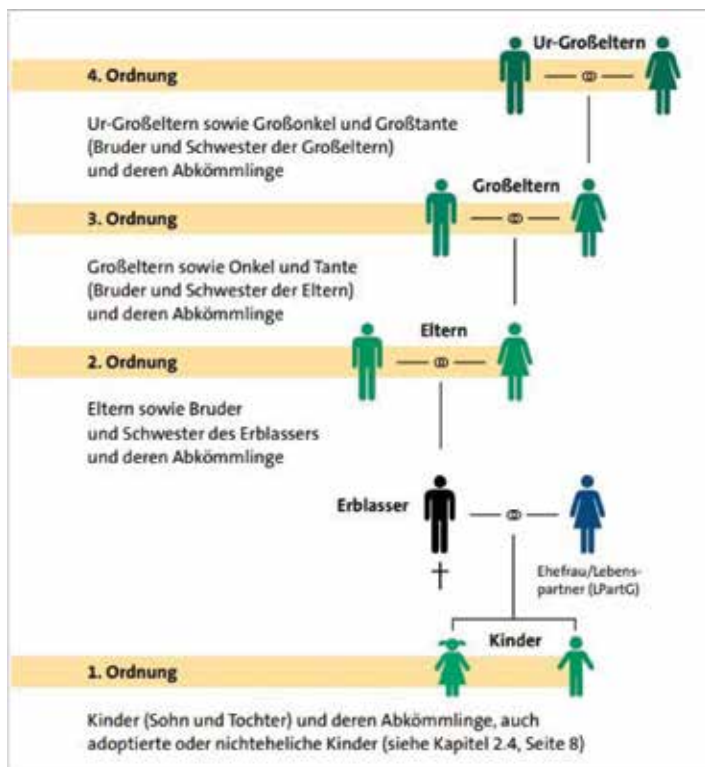 Ur-Großeltern
4. Ordnung
Ur-Großeltern sowie Großonkel und Großtante
(Bruder und Schwester der Großeltern)
und deren Abkömmlinge
Großeltern
3. Ordnung
Großeltern sowie Onkel und Tante
(Bruder und Schwester der Eltern)
und deren Abkömmlinge
Eltern
2. Ordnung
Eltern sowie Bruder
und Schwester des Erblassers
und deren Abkömmlinge
Erblasser
Ehefrau/Lebens-
partner (LPartG)
Kinder
1. Ordnung
Kinder (Sohn und Tochter) und deren Abkömmlinge, auch
adoptierte oder nichteheliche Kinder (siehe Kapitel 2.4, Seite 8)